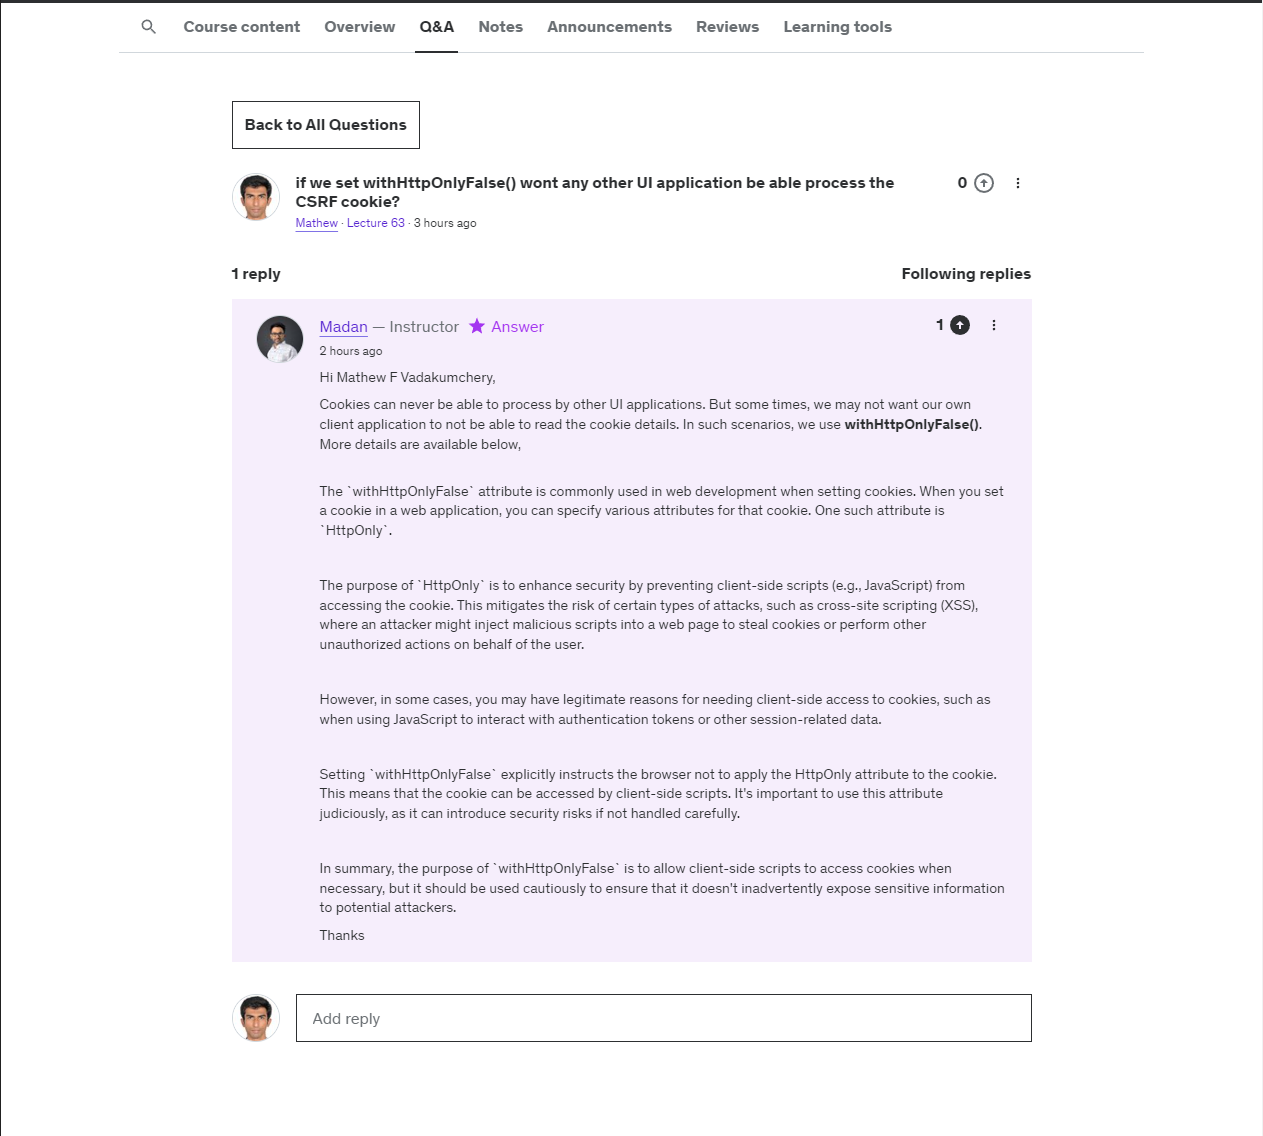 Course content Overview Q&A Notes Announcements Reviews Learning tools
Back to All Questions
if we set withHttpOnlyFalse() wont any other UI application be able process the
CSRF cookie?
0
Mathew · Lecture 63 · 3 hours ago
1 reply
Following replies
Madan — Instructor ★ Answer
1
2 hours ago
Hi Mathew F Vadakumchery,
Cookies can never be able to process by other UI applications. But some times, we may not want our own
client application to not be able to read the cookie details. In such scenarios, we use withHttpOnlyFalse().
More details are available below,
The `withHttpOnlyFalse` attribute is commonly used in web development when setting cookies. When you set
a cookie in a web application, you can specify various attributes for that cookie. One such attribute is
`HttpOnly`.
The purpose of `HttpOnly` is to enhance security by preventing client-side scripts (e.g., JavaScript) from
accessing the cookie. This mitigates the risk of certain types of attacks, such as cross-site scripting (XSS),
where an attacker might inject malicious scripts into a web page to steal cookies or perform other
unauthorized actions on behalf of the user.
However, in some cases, you may have legitimate reasons for needing client-side access to cookies, such as
when using JavaScript to interact with authentication tokens or other session-related data.
Setting `withHttpOnlyFalse` explicitly instructs the browser not to apply the HttpOnly attribute to the cookie.
This means that the cookie can be accessed by client-side scripts. It's important to use this attribute
judiciously, as it can introduce security risks if not handled carefully.
In summary, the purpose of `withHttpOnlyFalse` is to allow client-side scripts to access cookies when
necessary, but it should be used cautiously to ensure that it doesn't inadvertently expose sensitive information
to potential attackers.
Thanks
Add reply